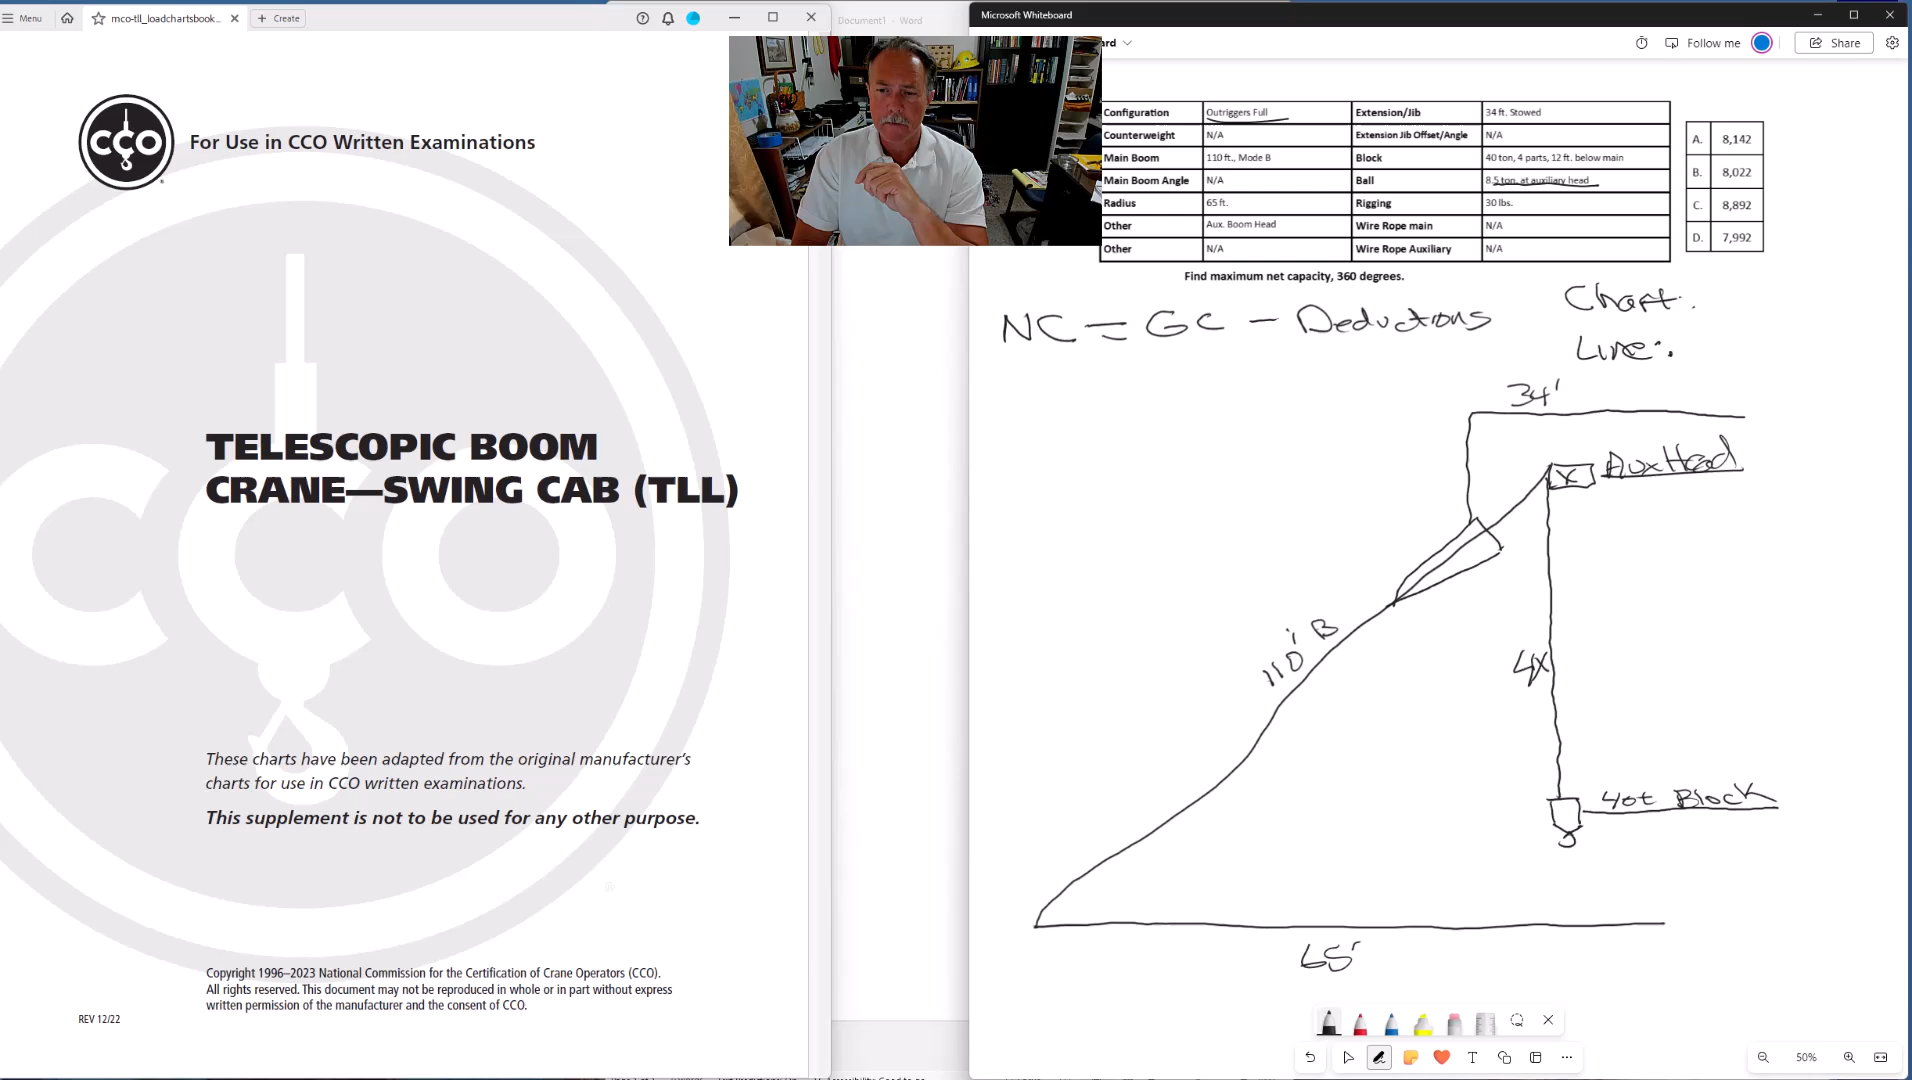 Menu
mco-tll_loadchartsbook...
Create
Document1 - Word
Microsoft Whiteboard
ard
Follow me
Share
CCO
For Use in CCO Written Examinations
TELESCOPIC BOOM
CRANE—SWING CAB (TLL)
These charts have been adapted from the original manufacturer's
charts for use in CCO written examinations.
This supplement is not to be used for any other purpose.
Copyright 1996–2023 National Commission for the Certification of Crane Operators (CCO).
All rights reserved. This document may not be reproduced in whole or in part without express
written permission of the manufacturer and the consent of CCO.
REV 12/22
Configuration Outriggers Full Extension/Jib 34 ft. Stowed
Counterweight N/A Extension Jib Offset/Angle N/A
Main Boom 110 ft., Mode B Block 40 ton, 4 parts, 12 ft. below main
Main Boom Angle N/A Ball 8.5 ton, at auxiliary head
Radius 65 ft. Rigging 30 lbs.
Other Aux. Boom Head Wire Rope main N/A
Other N/A Wire Rope Auxiliary N/A
A. 8,142
B. 8,022
C. 8,892
D. 7,992
Find maximum net capacity, 360 degrees.
NC = GC - Deductions
Chart:
Line:
34'
X Aux Head
110' B
4X
40t Block
65'
50%